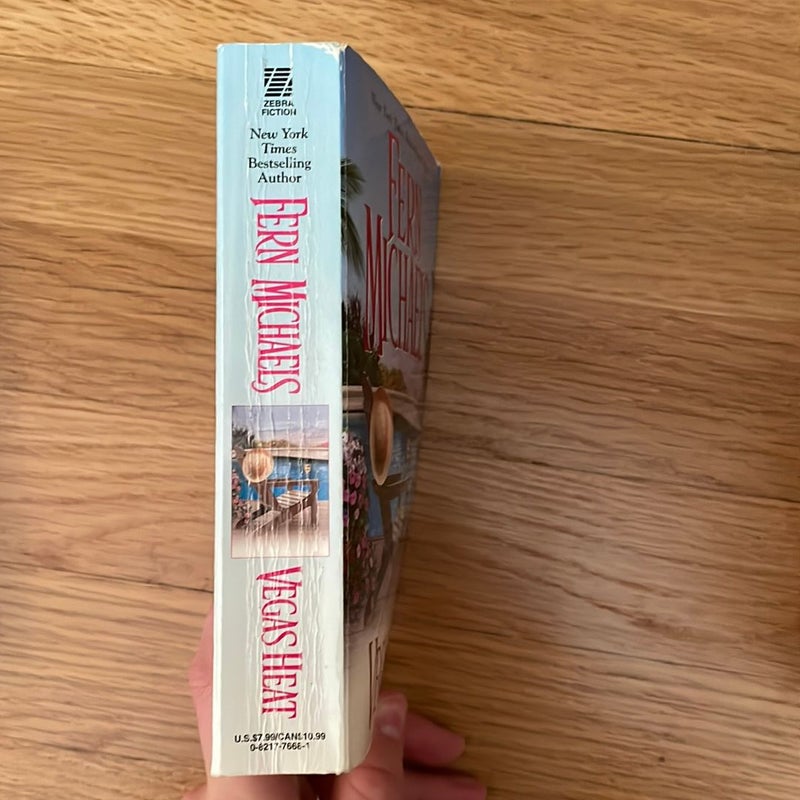 ZEBRA
FICTION
New York
Times
Bestselling
Author
FERN MICHAELS
VEGAS HEAT
U.S.$7.99/CAN$10.99
0-8217-7668-1
FERN
MICHAELS